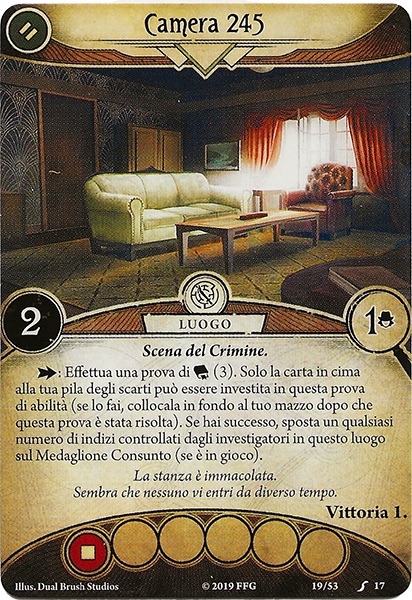 Camera 245
2
LUOGO
1
Scena del Crimine.
: Effettua una prova di (3). Solo la carta in cima
alla tua pila degli scarti può essere investita in questa prova
di abilità (se lo fai, collocala in fondo al tuo mazzo dopo che
questa prova è stata risolta). Se hai successo, sposta un qualsiasi
numero di indizi controllati dagli investigatori in questo luogo
sul Medaglione Consunto (se è in gioco).
La stanza è immacolata.
Sembra che nessuno vi entri da diverso tempo.
Vittoria 1.
Illus. Dual Brush Studios © 2019 FFG 19/53 17